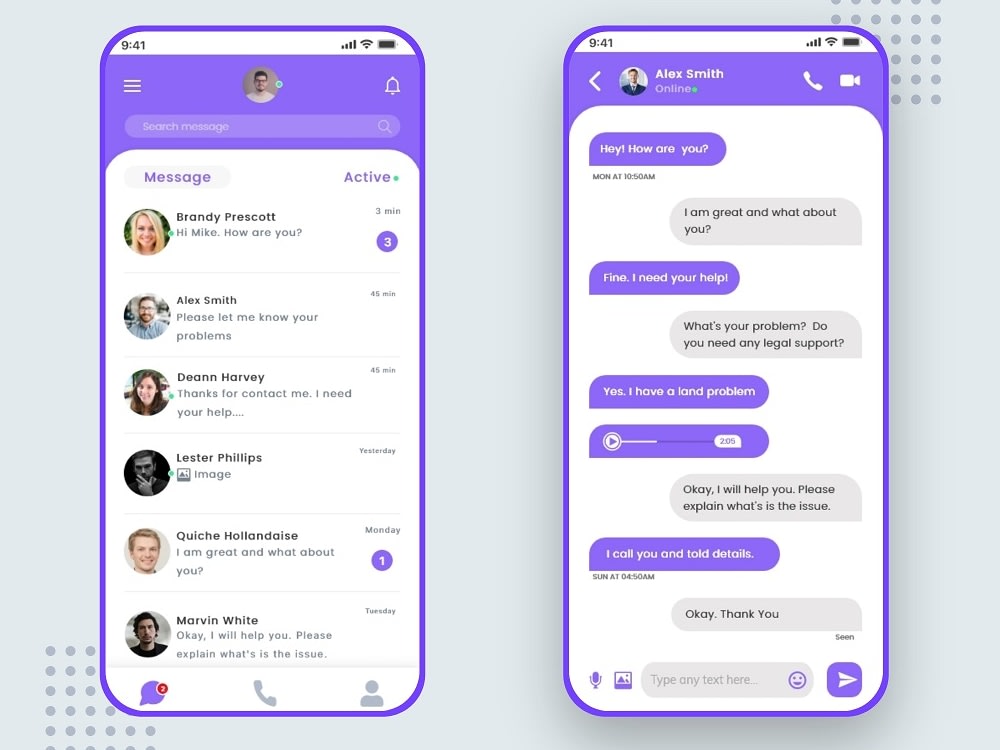 9:41
Search message
Message
Active
Brandy Prescott
3 min
Hi Mike. How are you?
3
Alex Smith
45 min
Please let me know your
problems
Deann Harvey
45 min
Thanks for contact me. I need
your help....
Lester Phillips
Yesterday
Image
Quiche Hollandaise
Monday
I am great and what about
you?
1
Marvin White
Tuesday
Okay, I will help you. Please
explain what's is the issue.
2
9:41
Alex Smith
Online
Hey! How are  you?
MON AT 10:50AM
I am great and what about
you?
Fine. I need your help!
What's your problem?  Do
you need any legal support?
Yes. I have a land problem
2:05
Okay, I will help you. Please
explain what's is the issue.
I call you and told details.
SUN AT 04:50AM
Okay. Thank You
Seen
Type any text here...